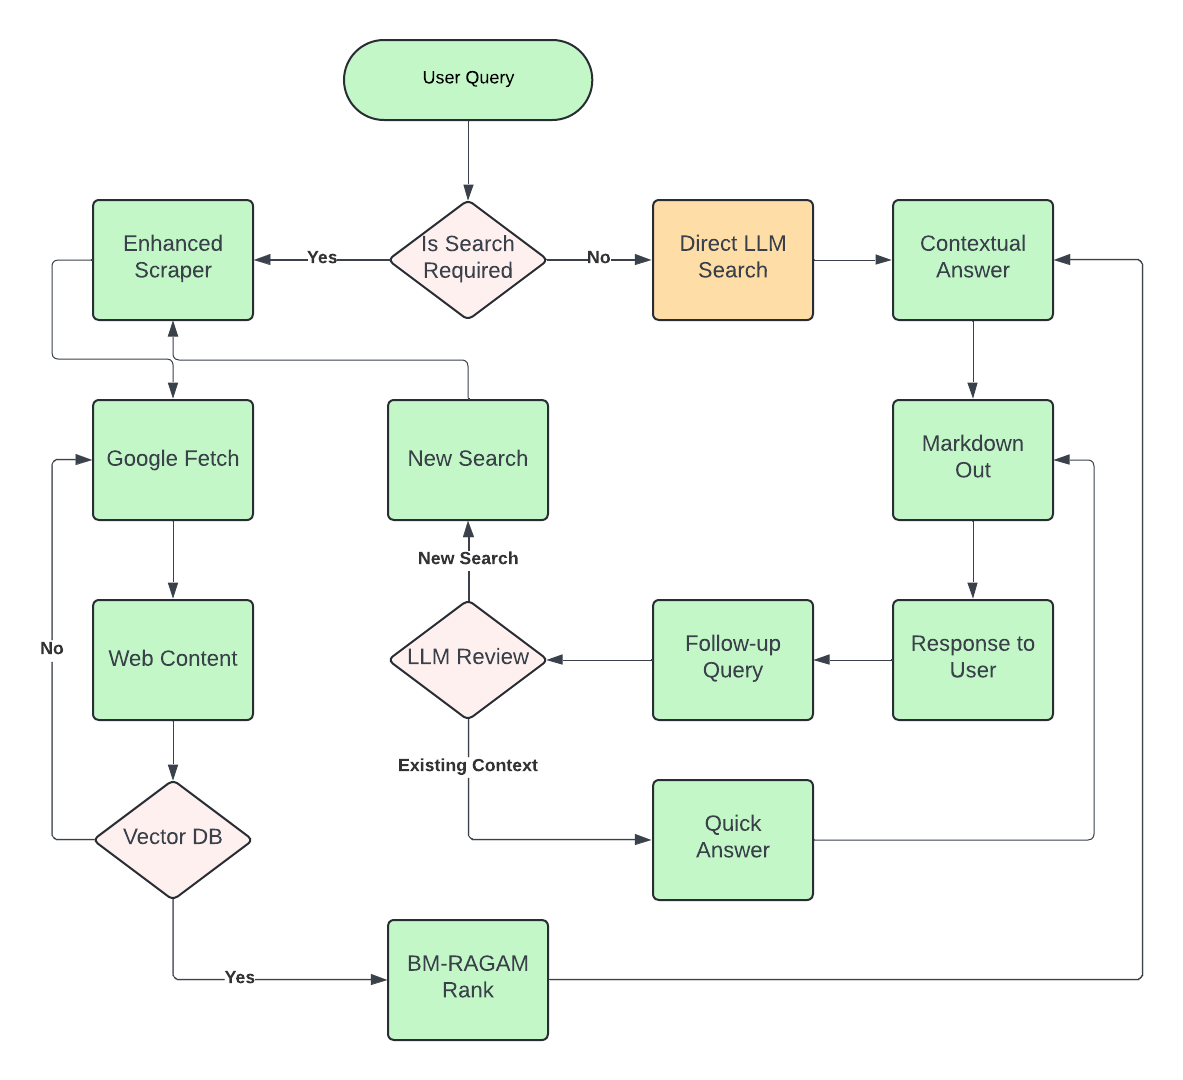 User Query
Enhanced
Scraper
Yes
Is Search
Required
No
Direct LLM
Search
Contextual
Answer
Google Fetch
New Search
Markdown
Out
New Search
No
Web Content
LLM Review
Follow-up
Query
Response to
User
Existing Context
Vector DB
Quick
Answer
Yes
BM-RAGAM
Rank